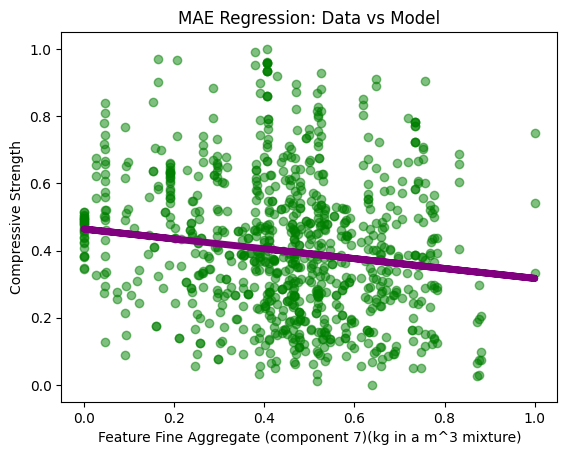 MAE Regression: Data vs Model
Compressive Strength
1.0
0.8
0.6
0.4
0.2
0.0
0.0 0.2 0.4 0.6 0.8 1.0
Feature Fine Aggregate (component 7)(kg in a m^3 mixture)